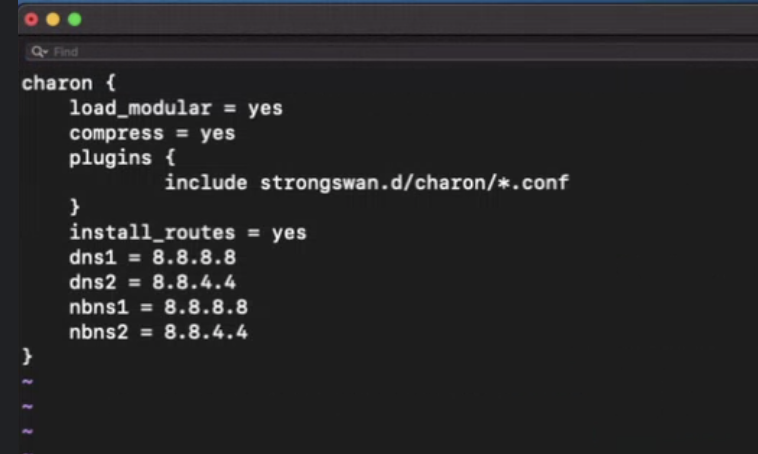 Find
charon {
    load_modular = yes
    compress = yes
    plugins {
            include strongswan.d/charon/*.conf
    }
    install_routes = yes
    dns1 = 8.8.8.8
    dns2 = 8.8.4.4
    nbns1 = 8.8.8.8
    nbns2 = 8.8.4.4
}
~
~
~